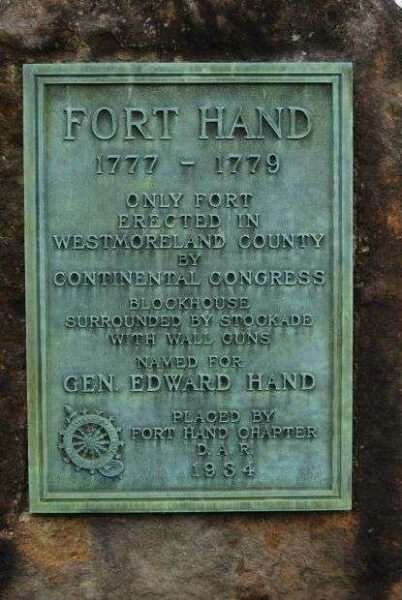 FORT HAND
1777 - 1779
ONLY FORT
ERECTED IN
WESTMORELAND COUNTY
BY
CONTINENTAL CONGRESS
BLOCKHOUSE
SURROUNDED BY STOCKADE
WITH WALL GUNS
NAMED FOR
GEN. EDWARD HAND
PLACED BY
FORT HAND CHAPTER
D. A. R.
1934